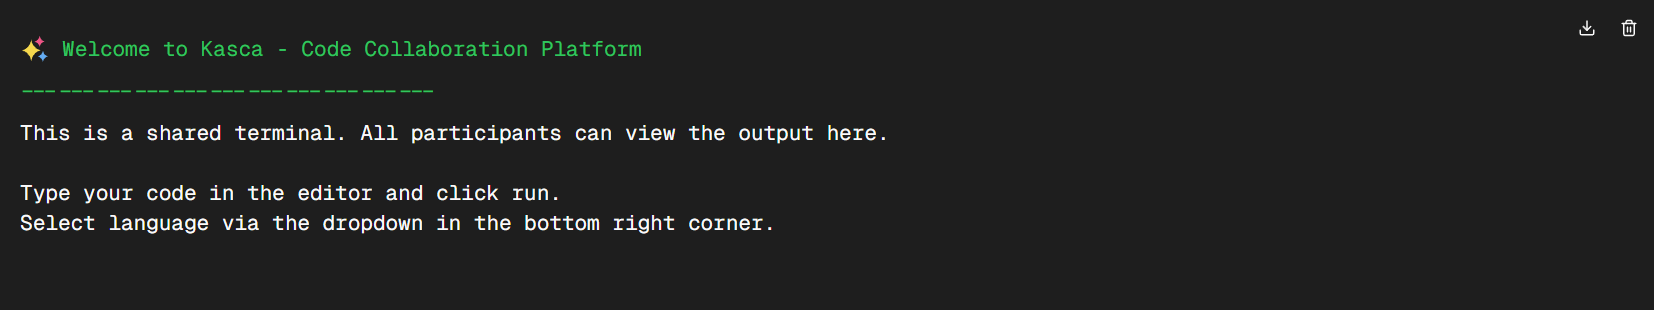 ✨ Welcome to Kasca - Code Collaboration Platform
---------------------------------
This is a shared terminal. All participants can view the output here.
Type your code in the editor and click run.
Select language via the dropdown in the bottom right corner.